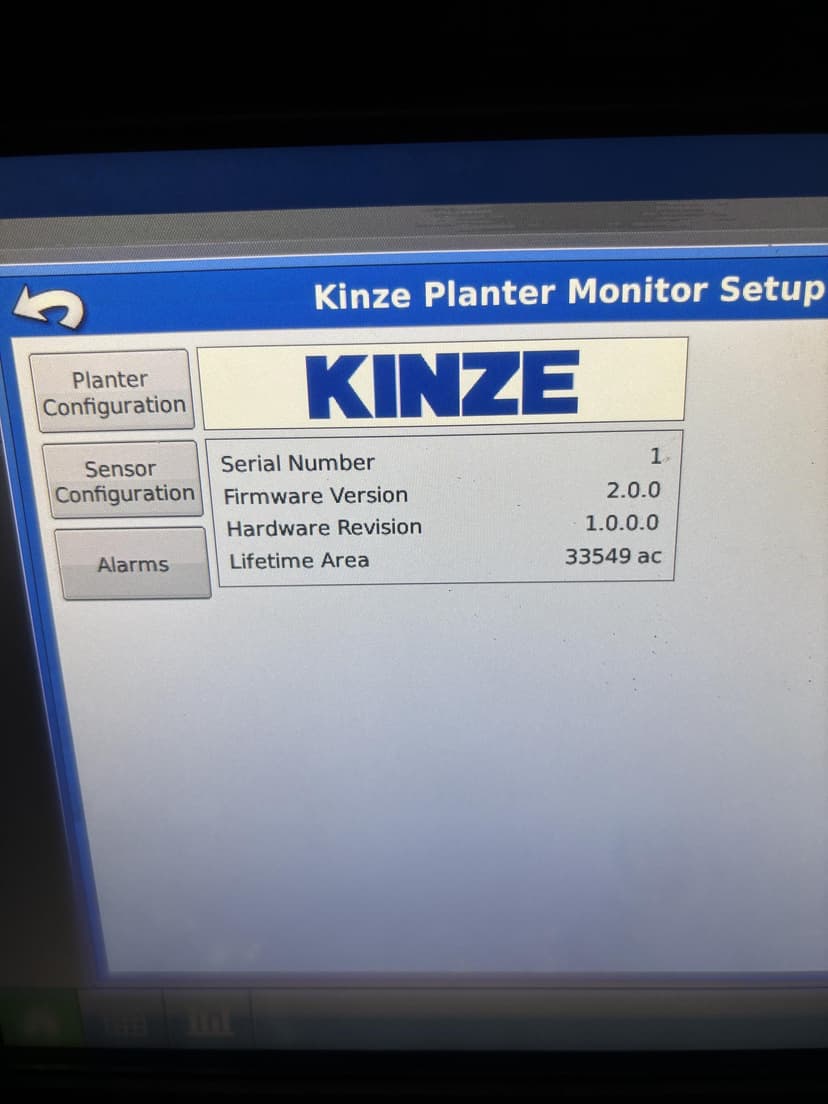 Kinze Planter Monitor Setup
Planter
Configuration
KINZE
Sensor
Configuration
Alarms
Serial Number 1
Firmware Version 2.0.0
Hardware Revision 1.0.0.0
Lifetime Area 33549 ac